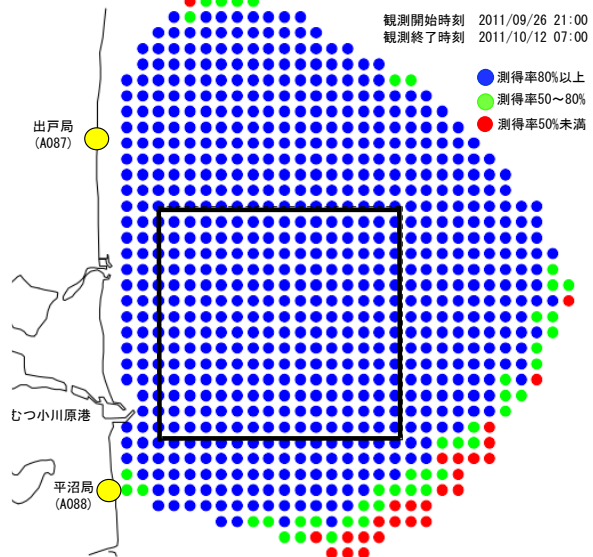 観測開始時刻 2011/09/26 21:00
観測終了時刻 2011/10/12 07:00
測得率80%以上
測得率50～80%
測得率50%未満
出戸局
(A087)
むつ小川原港
平沼局
(A088)